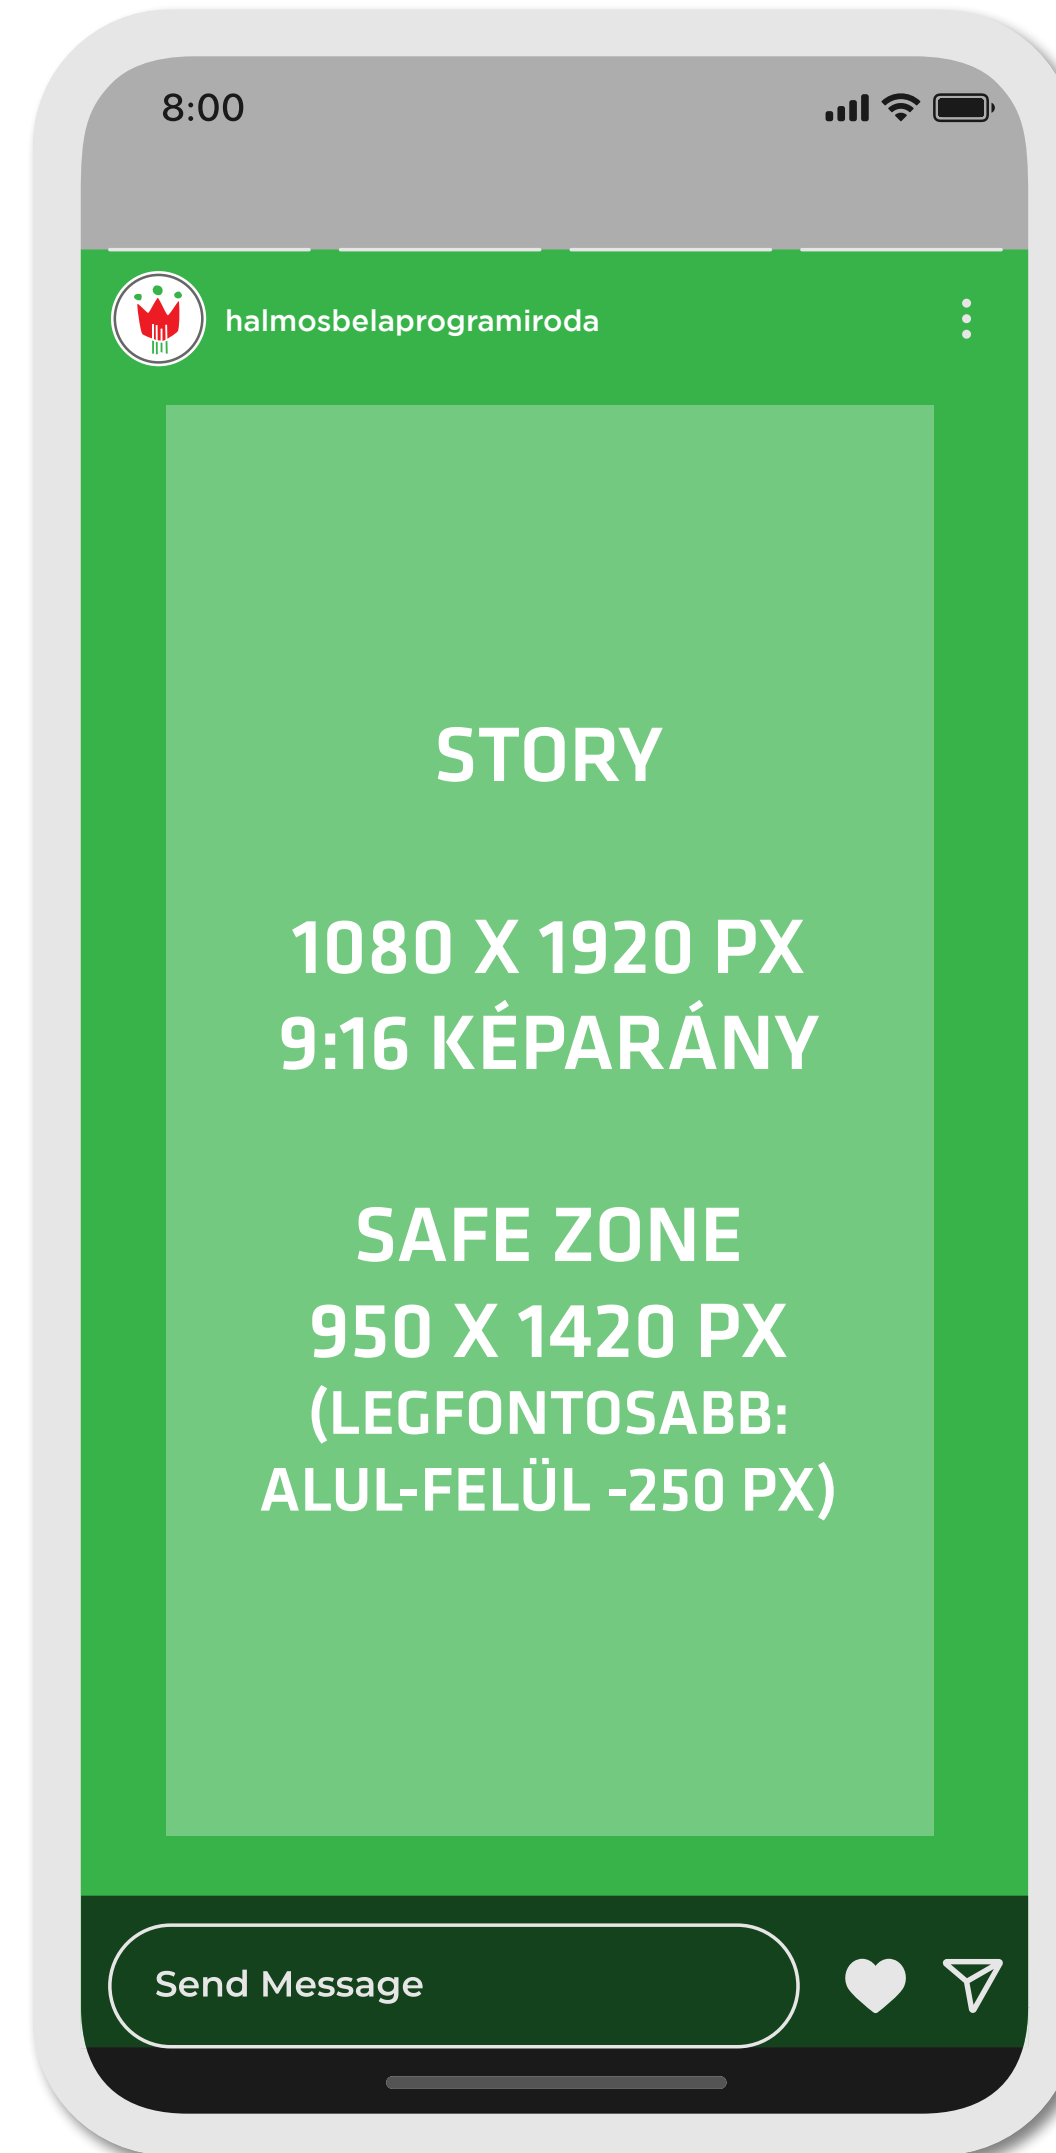 8:00
halmosbelaprogramiroda
STORY
1080 X 1920 PX
9:16 KÉPARÁNY
SAFE ZONE
950 X 1420 PX
(LEGFONTOSABB:
ALUL-FELÜL -250 PX)
Send Message